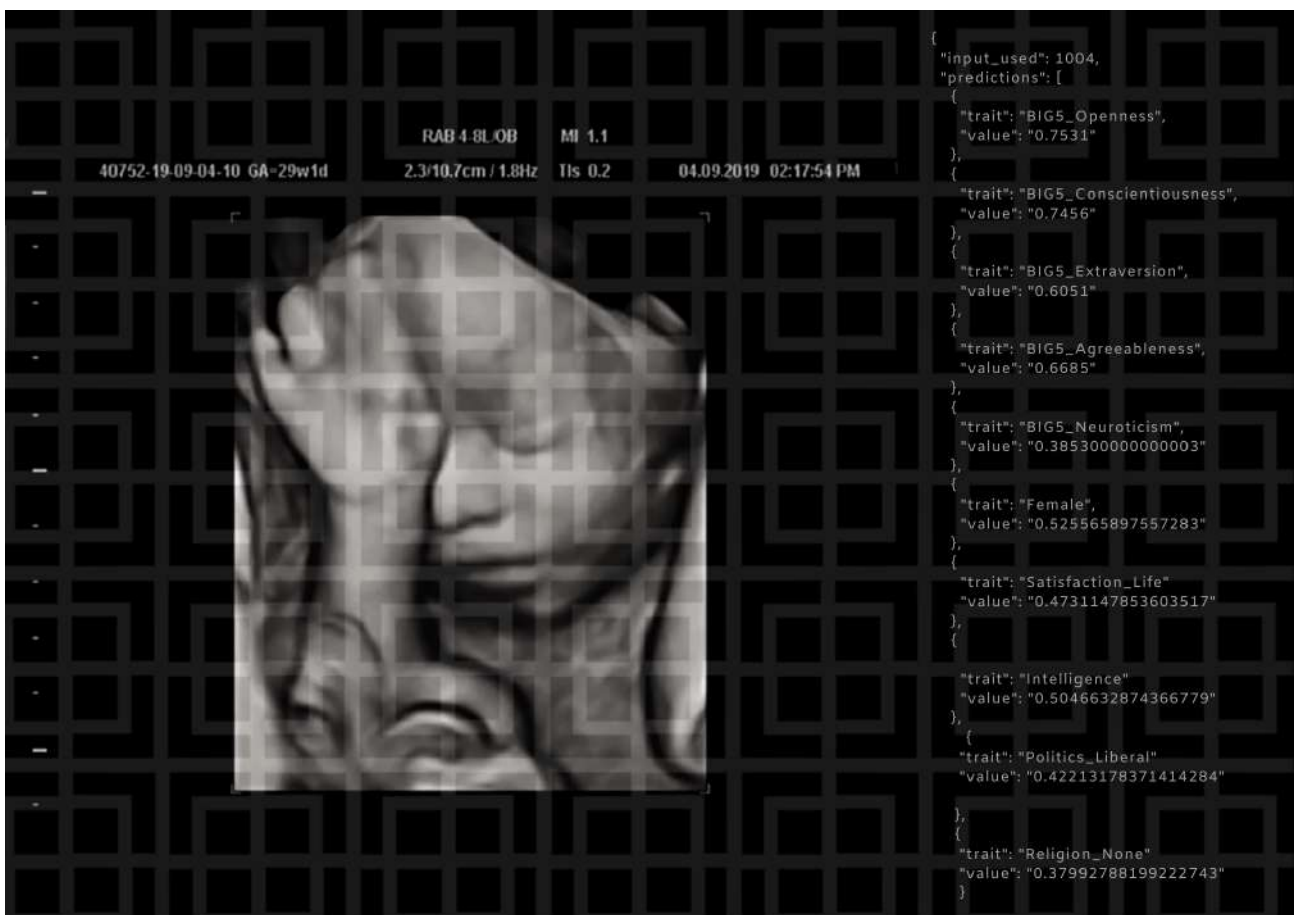 RAB 4-8L/OB MI 1.1
40752-19-09-04-10 GA=29w1d 2.3/10.7cm / 1.8Hz TIs 0.2 04.09.2019 02:17:54 PM
{
"input_used": 1004,
"predictions": [
{
"trait": "BIG5_Openness",
"value": "0.7531"
},
{
"trait": "BIG5_Conscientiousness",
"value": "0.7456"
},
{
"trait": "BIG5_Extraversion",
"value": "0.6051"
},
{
"trait": "BIG5_Agreeableness",
"value": "0.6685"
},
{
"trait": "BIG5_Neuroticism",
"value": "0.385300000000003"
},
{
"trait": "Female",
"value": "0.525565897557283"
},
{
"trait": "Satisfaction_Life"
"value": "0.4731147853603517"
},
{
"trait": "Intelligence"
"value": "0.5046632874366779"
},
{
"trait": "Politics_Liberal"
"value": "0.42213178371414284"
},
{
"trait": "Religion_None"
"value": "0.37992788199222743"
}